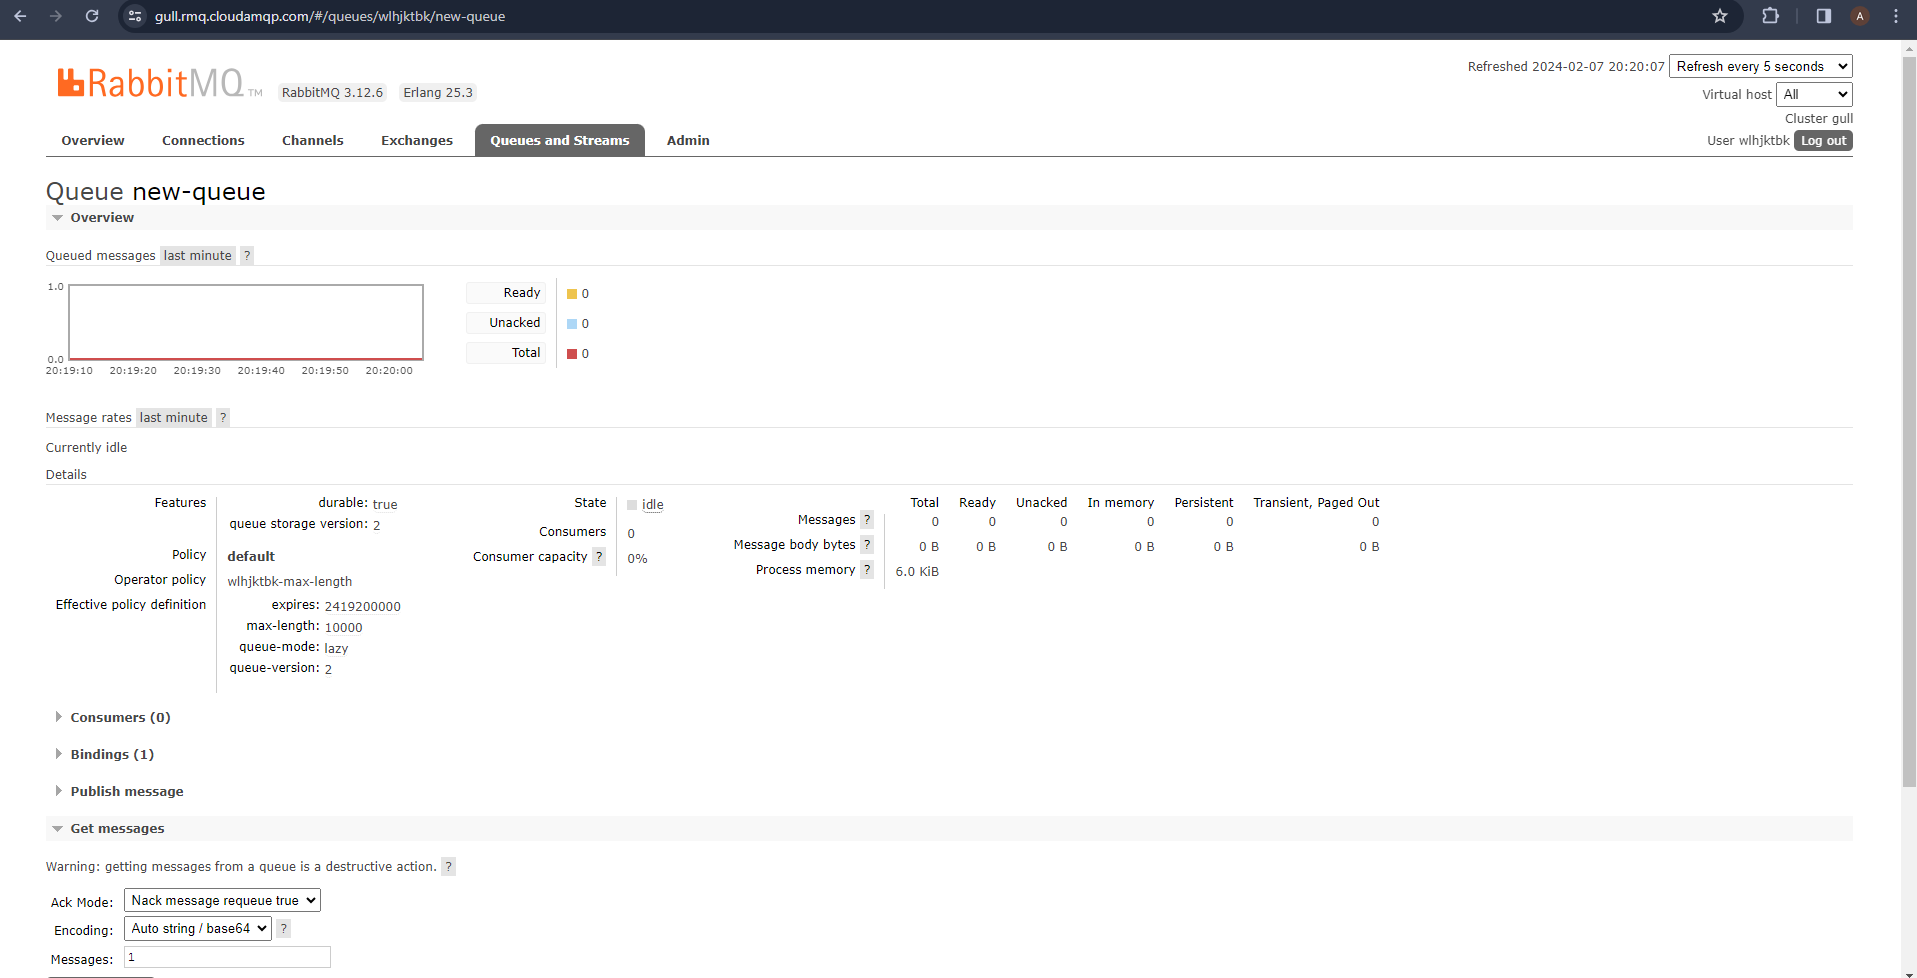 gull.rmq.cloudamqp.com/#/queues/wlhjktbk/new-queue
A
RabbitMQ TM
RabbitMQ 3.12.6 Erlang 25.3
Refreshed 2024-02-07 20:20:07 Refresh every 5 seconds
Virtual host All
Cluster gull
User wlhjktbk Log out
Overview Connections Channels Exchanges Queues and Streams Admin
Queue new-queue
Overview
Queued messages last minute ?
1.0
0.0
20:19:10 20:19:20 20:19:30 20:19:40 20:19:50 20:20:00
Ready 0
Unacked 0
Total 0
Message rates last minute ?
Currently idle
Details
Features durable: true
queue storage version: 2
Policy default
Operator policy wlhjktbk-max-length
Effective policy definition expires: 2419200000
max-length: 10000
queue-mode: lazy
queue-version: 2
State idle
Consumers 0
Consumer capacity ? 0%
Total Ready Unacked In memory Persistent Transient, Paged Out
Messages ? 0 0 0 0 0 0
Message body bytes ? 0 B 0 B 0 B 0 B 0 B 0 B
Process memory ? 6.0 KiB
Consumers (0)
Bindings (1)
Publish message
Get messages
Warning: getting messages from a queue is a destructive action. ?
Ack Mode: Nack message requeue true
Encoding: Auto string / base64 ?
Messages: 1